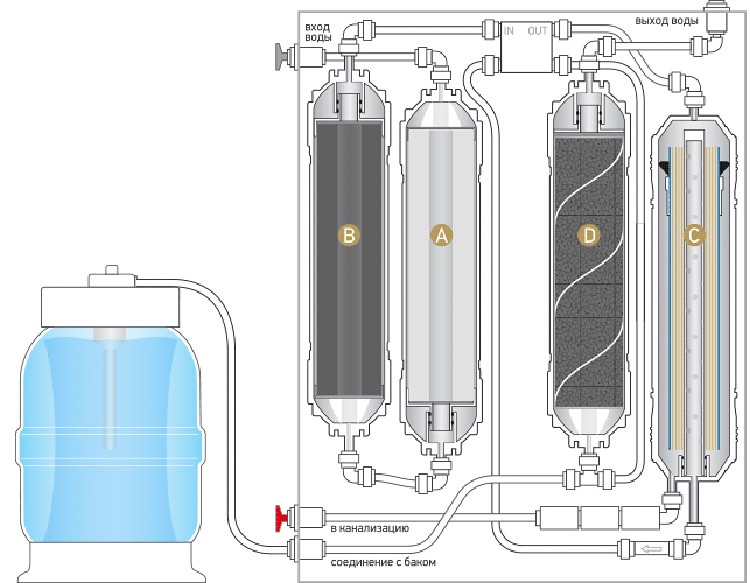 вход
воды
IN OUT
выход воды
B
A
D
C
в канализацию
соединение с баком